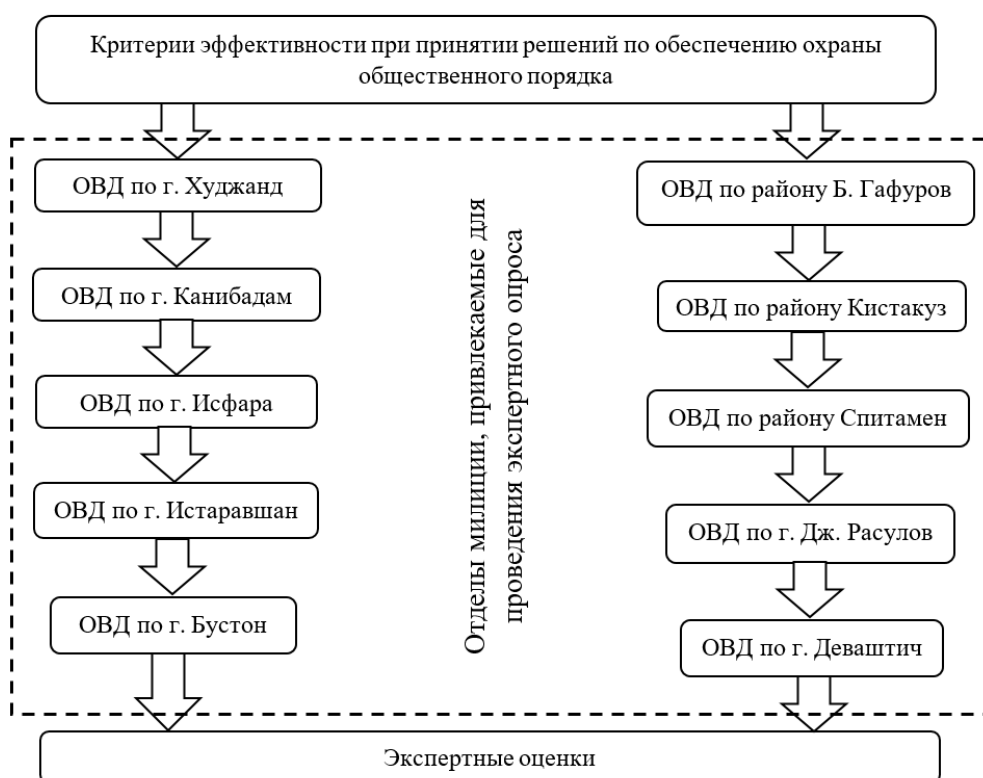 Критерии эффективности при принятии решений по обеспечению охраны
общественного порядка
ОВД по г. Худжанд
ОВД по г. Канибадам
ОВД по г. Исфара
ОВД по г. Истаравшан
ОВД по г. Бустон
Отделы милиции, привлекаемые для
проведения экспертного опроса
ОВД по району Б. Гафуров
ОВД по району Кистакуз
ОВД по району Спитамен
ОВД по г. Дж. Расулов
ОВД по г. Деваштич
Экспертные оценки